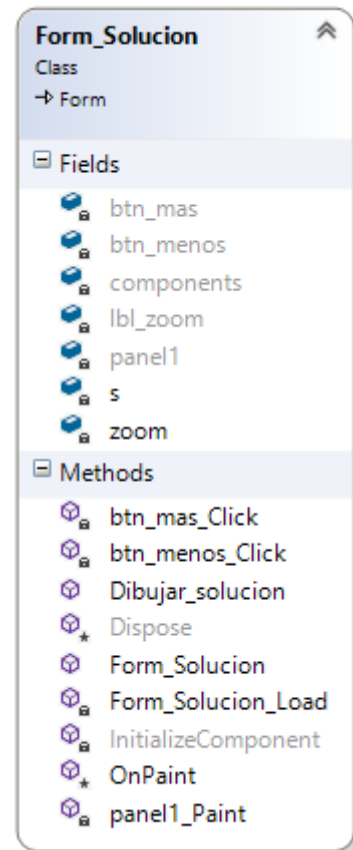 Form_Solucion
Class
Form
Fields
btn_mas
btn_menos
components
lbl_zoom
panel1
s
zoom
Methods
btn_mas_Click
btn_menos_Click
Dibujar_solucion
Dispose
Form_Solucion
Form_Solucion_Load
InitializeComponent
OnPaint
panel1_Paint